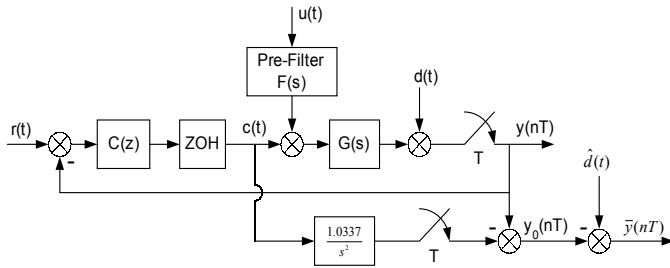 u(t)
Pre-Filter
F(s)
d(t)
r(t)
C(z)
ZOH
c(t)
G(s)
y(nT)
T
-
d̂(t)
1.0337
s²
T
-
y₀(nT)
-
ȳ(nT)